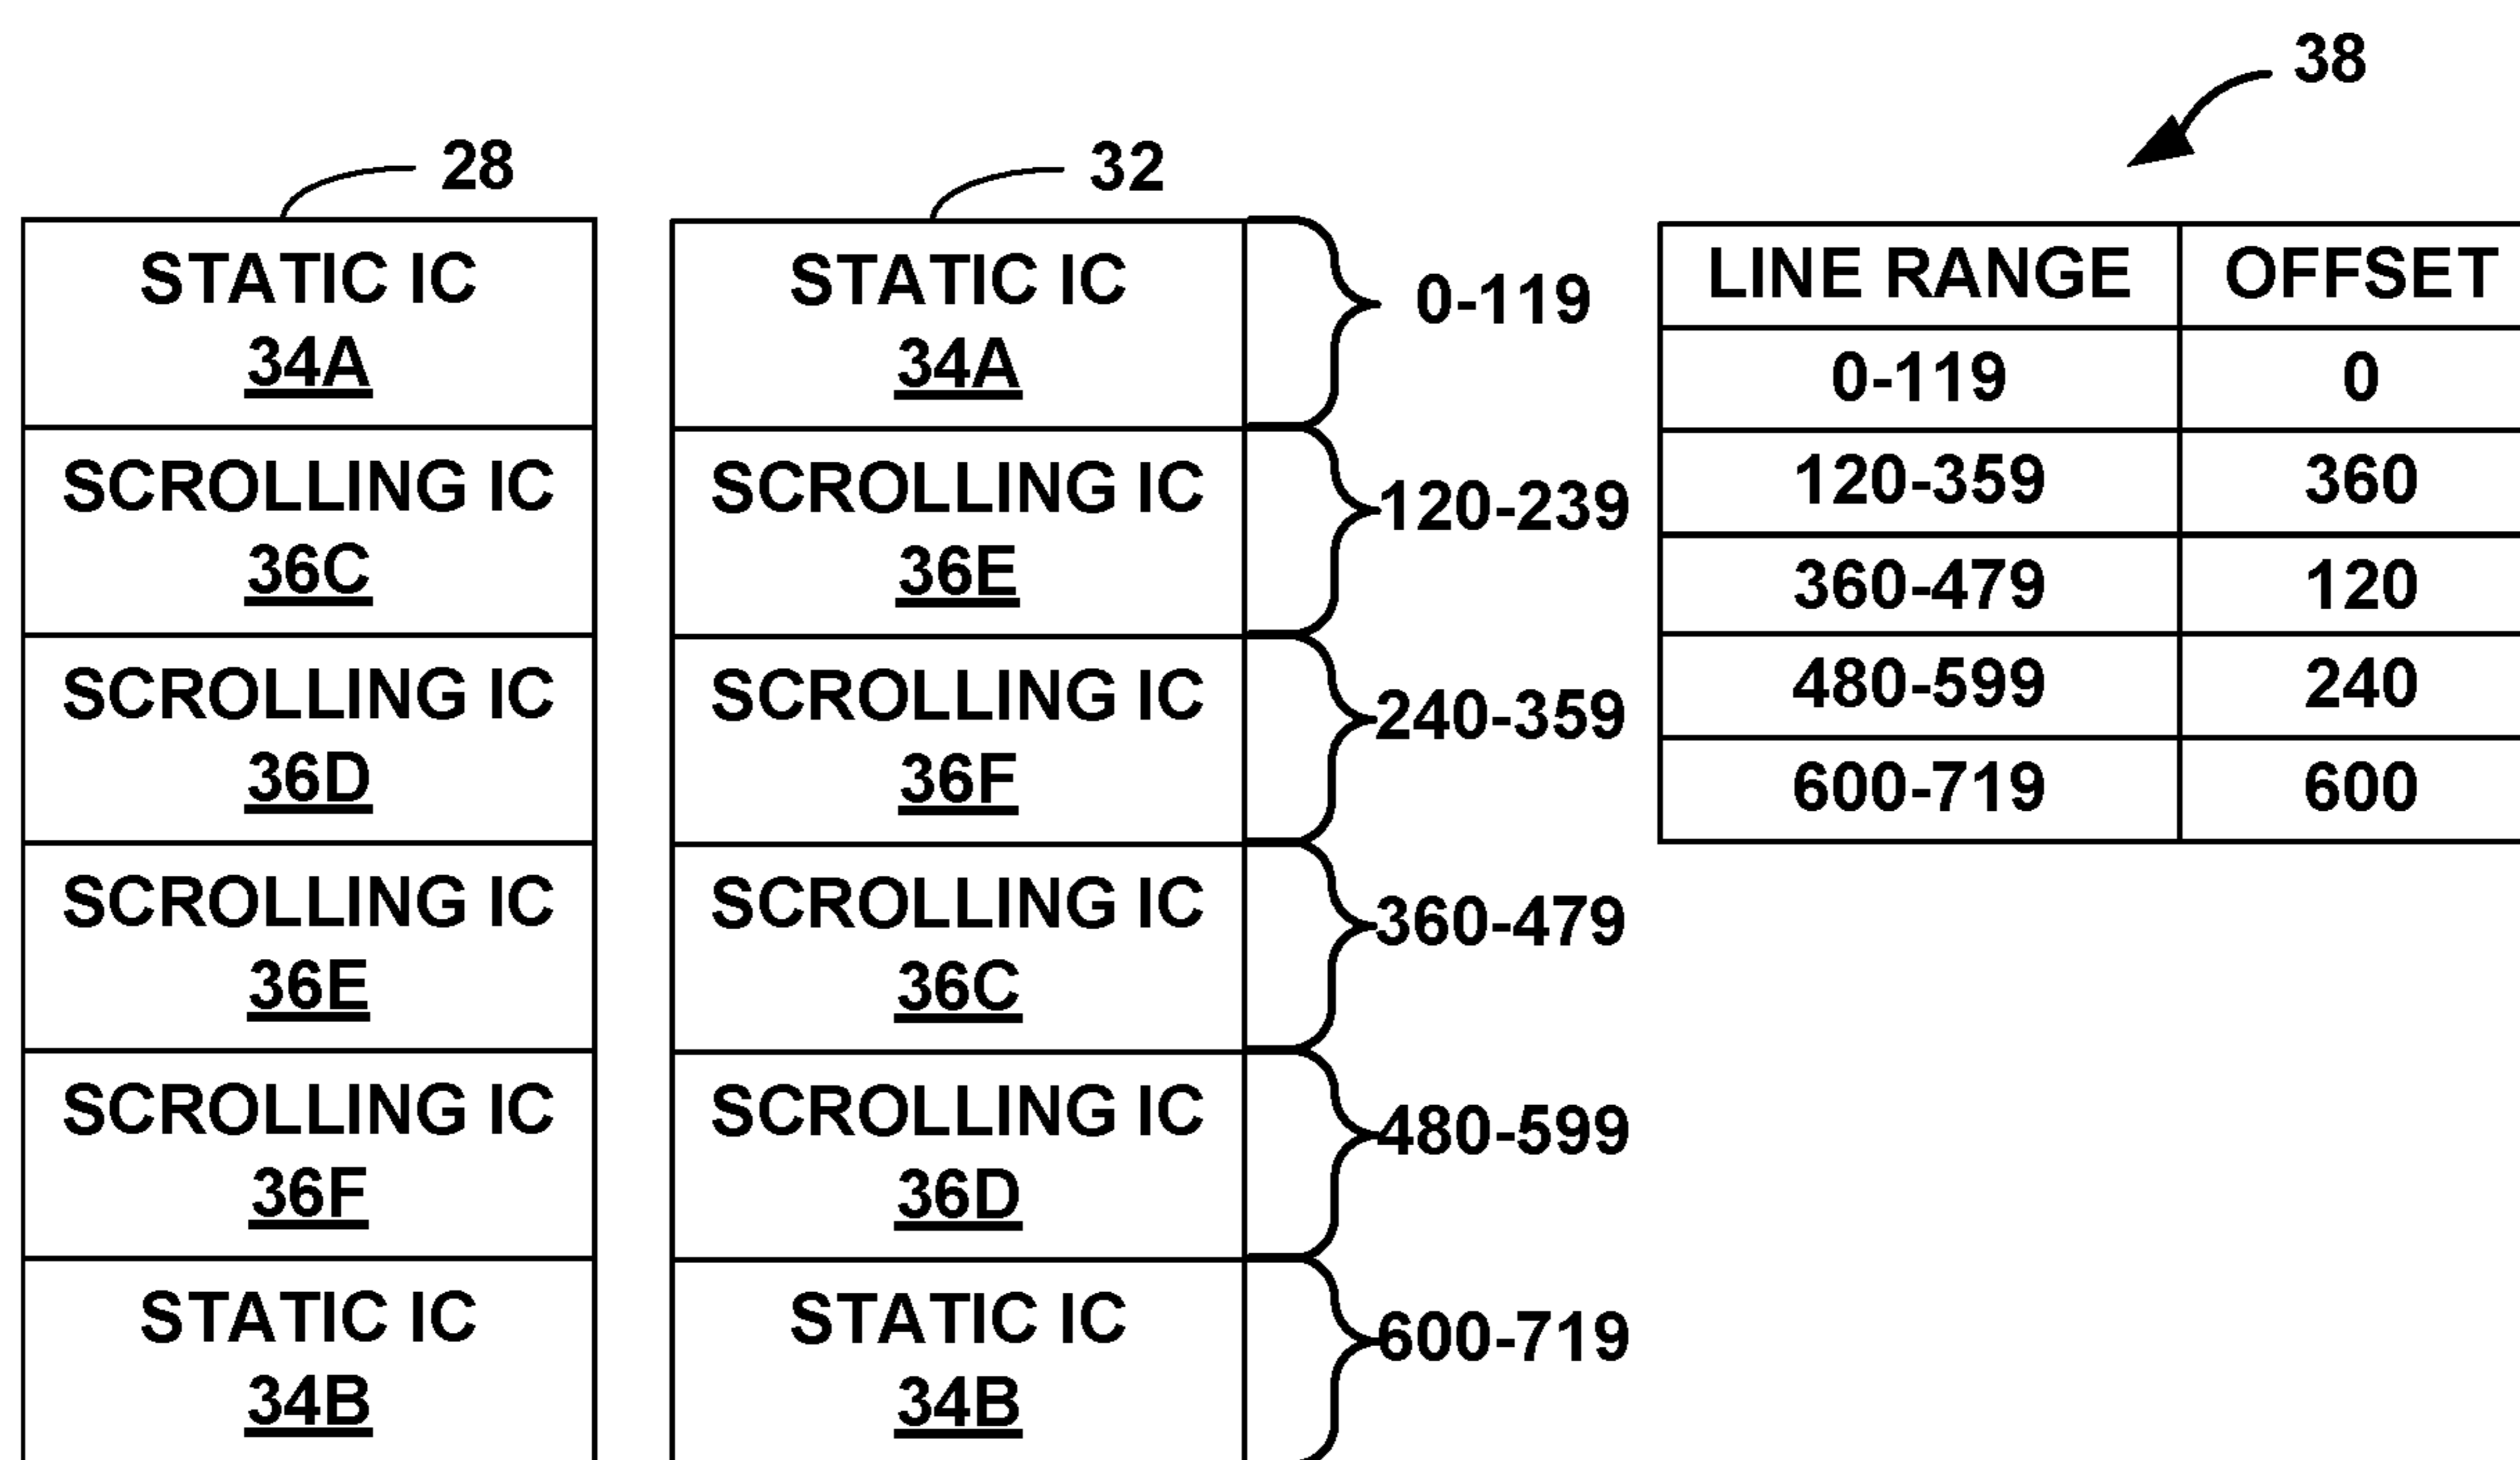 28
STATIC IC
34A
SCROLLING IC
36C
SCROLLING IC
36D
SCROLLING IC
36E
SCROLLING IC
36F
STATIC IC
34B
32
STATIC IC
34A
SCROLLING IC
36E
SCROLLING IC
36F
SCROLLING IC
36C
SCROLLING IC
36D
STATIC IC
34B
0-119
120-239
240-359
360-479
480-599
600-719
38
LINE RANGE OFFSET
0-119 0
120-359 360
360-479 120
480-599 240
600-719 600